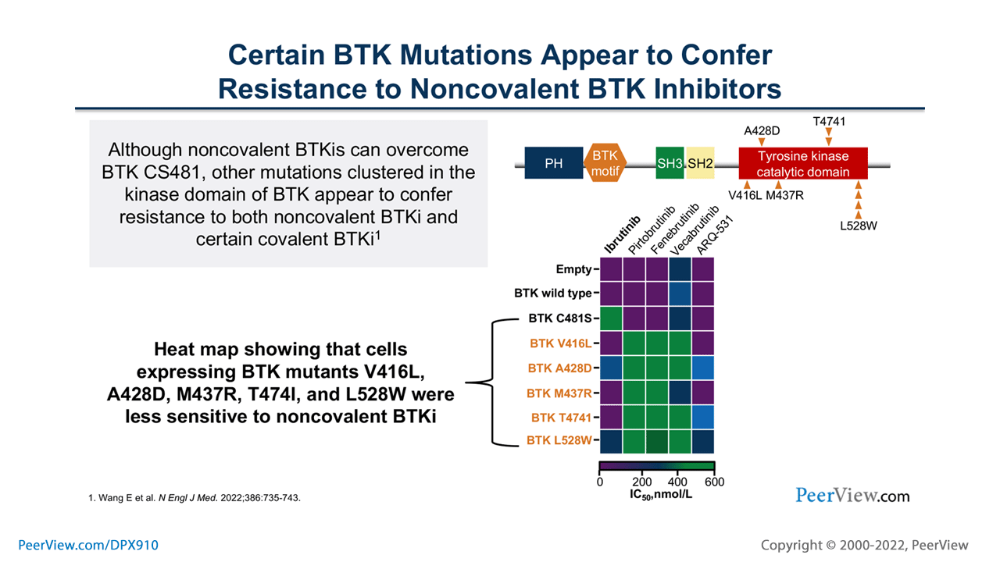 Certain BTK Mutations Appear to Confer
Resistance to Noncovalent BTK Inhibitors
Although noncovalent BTKis can overcome
BTK CS481, other mutations clustered in the
kinase domain of BTK appear to confer
resistance to both noncovalent BTKi and
certain covalent BTKi1
Heat map showing that cells
expressing BTK mutants V416L,
A428D, M437R, T474I, and L528W were
less sensitive to noncovalent BTKi
T4741
A428D
PH
BTK
motif
SH3
SH2
Tyrosine kinase
catalytic domain
V416L M437R
L528W
Ibrutinib
Pirtobrutinib
Fenebrutinib
Vecabrutinib
ARQ-531
Empty
BTK wild type
BTK C481S
BTK V416L
BTK A428D
BTK M437R
BTK T4741
BTK L528W
0 200 400 600
IC50,nmol/L
1. Wang E et al. N Engl J Med. 2022;386:735-743.
PeerView.com
PeerView.com/DPX910
Copyright © 2000-2022, PeerView